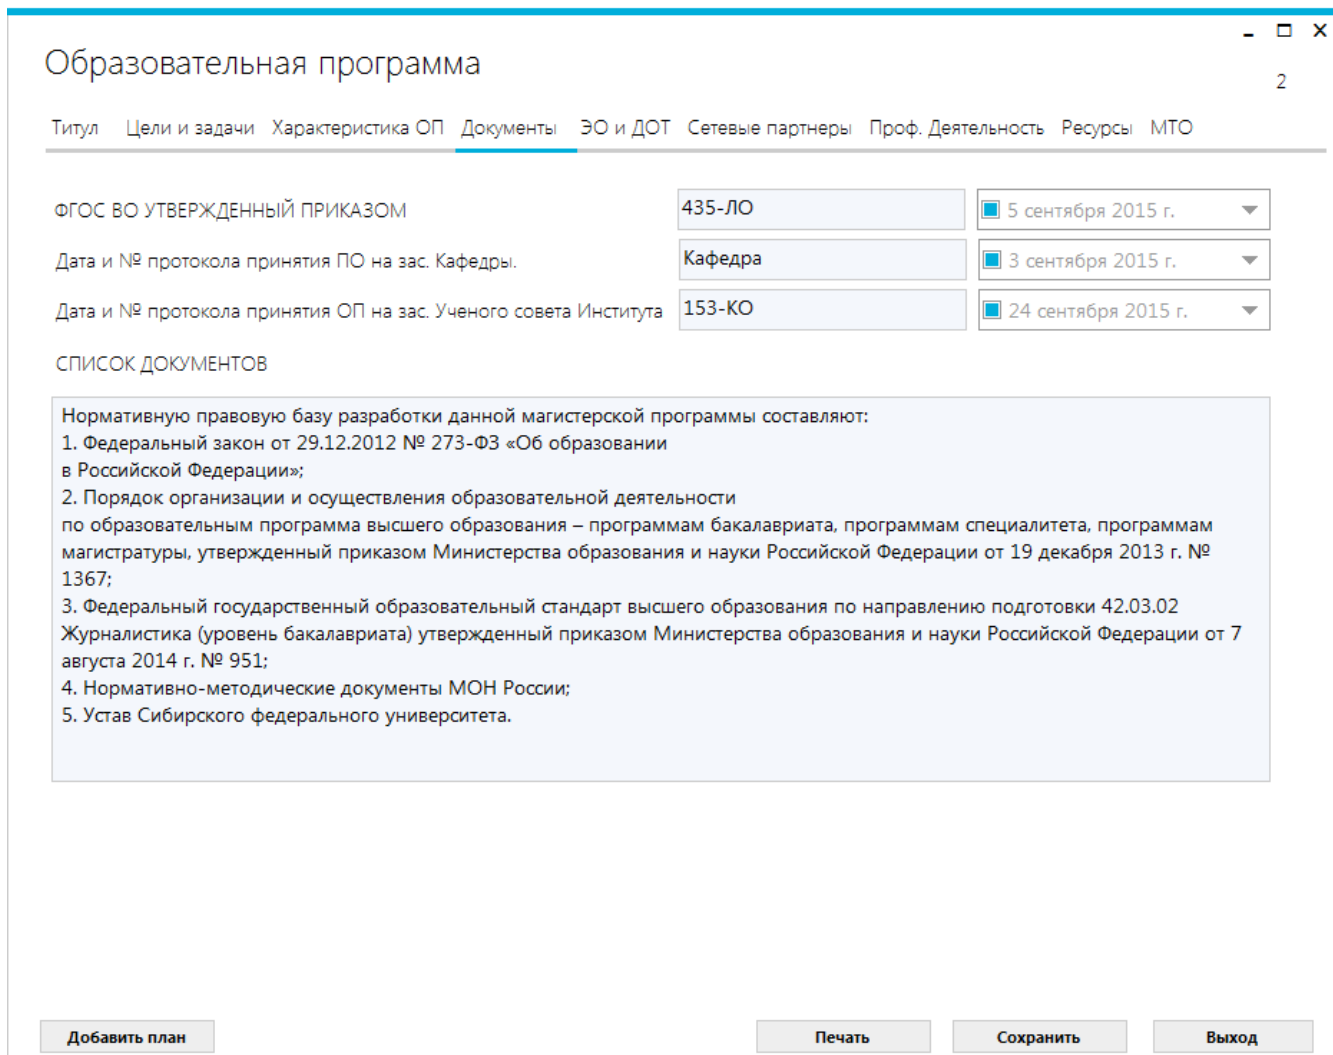 Образовательная программа
2
Титул Цели и задачи Характеристика ОП Документы ЭО и ДОТ Сетевые партнеры Проф. Деятельность Ресурсы МТО
ФГОС ВО УТВЕРЖДЕННЫЙ ПРИКАЗОМ 435-ЛО 5 сентября 2015 г.
Дата и № протокола принятия ПО на зас. Кафедры. Кафедра 3 сентября 2015 г.
Дата и № протокола принятия ОП на зас. Ученого совета Института 153-КО 24 сентября 2015 г.
СПИСОК ДОКУМЕНТОВ
Нормативную правовую базу разработки данной магистерской программы составляют:
1. Федеральный закон от 29.12.2012 № 273-ФЗ «Об образовании
в Российской Федерации»;
2. Порядок организации и осуществления образовательной деятельности
по образовательным программа высшего образования – программам бакалавриата, программам специалитета, программам
магистратуры, утвержденный приказом Министерства образования и науки Российской Федерации от 19 декабря 2013 г. №
1367;
3. Федеральный государственный образовательный стандарт высшего образования по направлению подготовки 42.03.02
Журналистика (уровень бакалавриата) утвержденный приказом Министерства образования и науки Российской Федерации от 7
августа 2014 г. № 951;
4. Нормативно-методические документы МОН России;
5. Устав Сибирского федерального университета.
Добавить план Печать Сохранить Выход